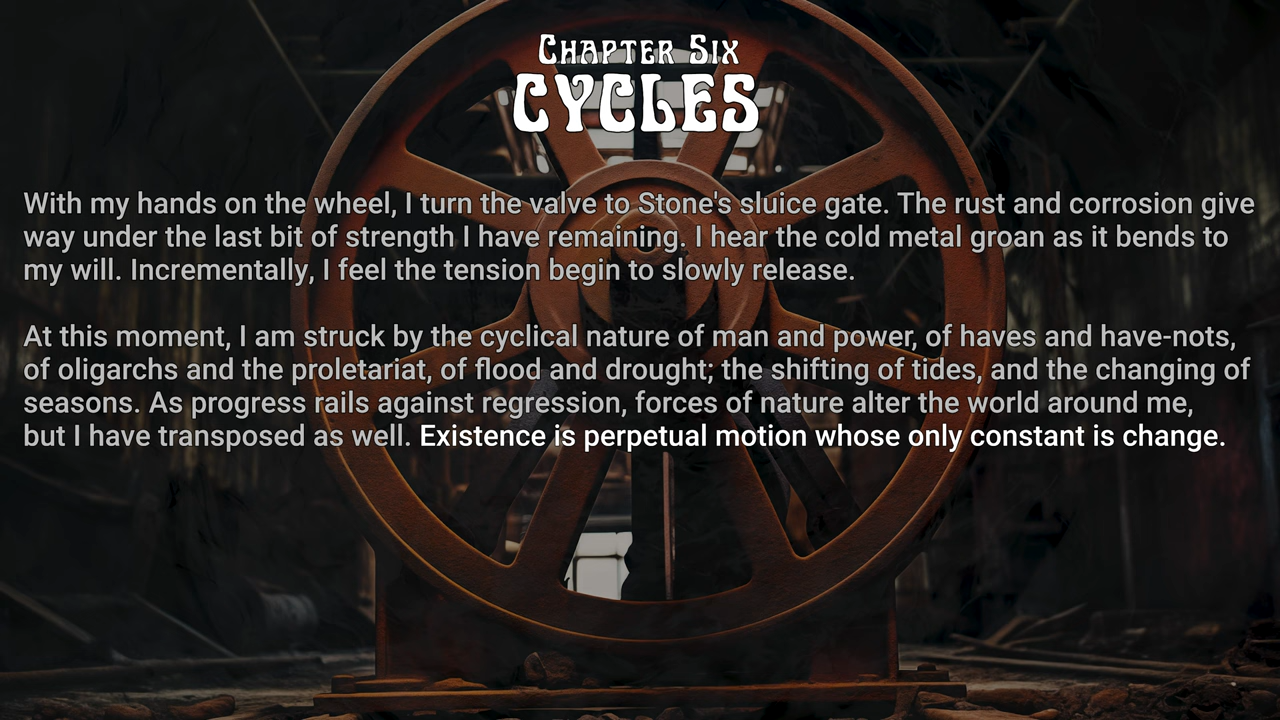 Chapter Six
CYCLES
With my hands on the wheel, I turn the valve to Stone's sluice gate. The rust and corrosion give
way under the last bit of strength I have remaining. I hear the cold metal groan as it bends to
my will. Incrementally, I feel the tension begin to slowly release.
At this moment, I am struck by the cyclical nature of man and power, of haves and have-nots,
of oligarchs and the proletariat, of flood and drought; the shifting of tides, and the changing of
seasons. As progress rails against regression, forces of nature alter the world around me,
but I have transposed as well. Existence is perpetual motion whose only constant is change.